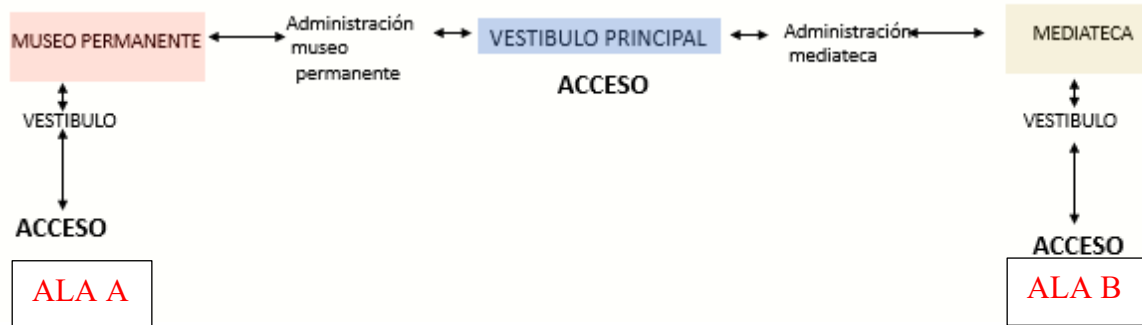 MUSEO PERMANENTE
Administración
museo
permanente
VESTIBULO PRINCIPAL
ACCESO
Administración
mediateca
MEDIATECA
VESTIBULO
VESTIBULO
ACCESO
ACCESO
ALA A
ALA B